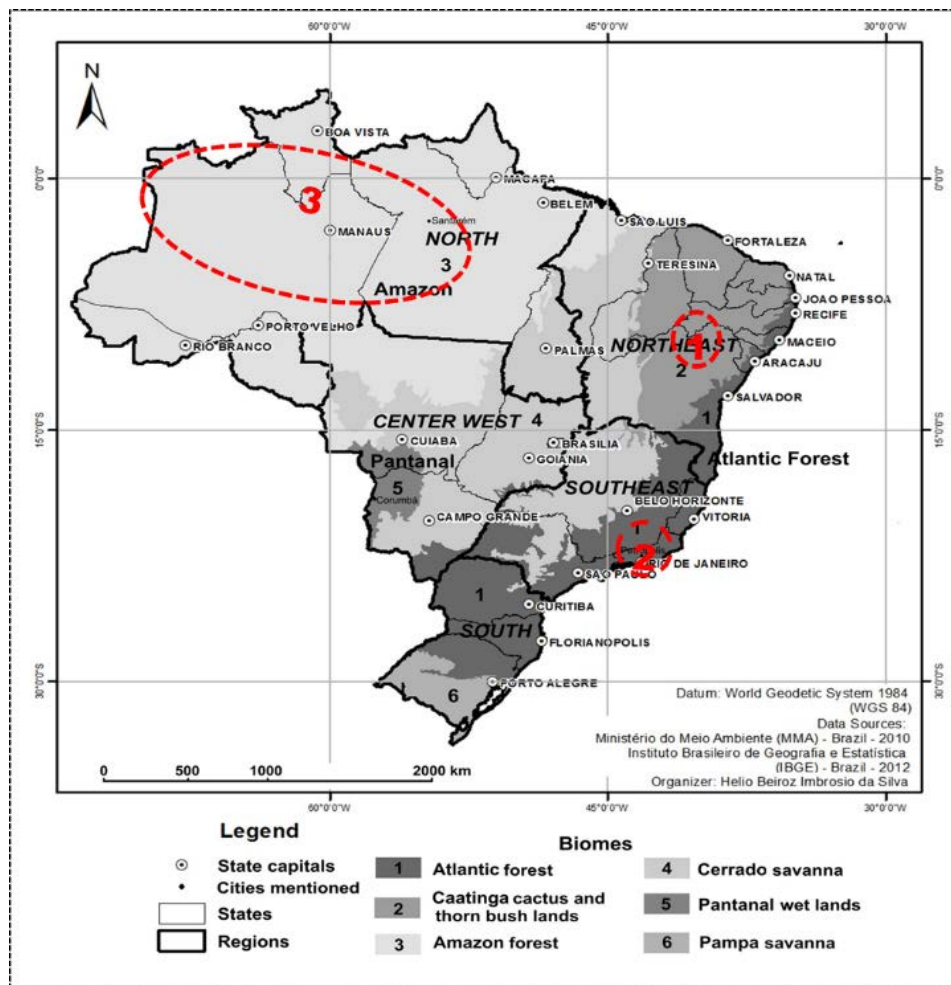 60°0'0"W
45°0'0"W
30°0'0"W
N
BOA VISTA
0°0'0"
3
MACAPA
0°0'0"
BELEM
Santarém
SAO LUIS
MANAUS
NORTH
FORTALEZA
TERESINA
3
NATAL
Amazon
JOAO PESSOA
RECIFE
PORTO VELHO
MACEIO
RIO BRANCO
PALMAS
NORTHEAST
1
ARACAJU
2
SALVADOR
4
1
CENTER WEST
15°0'0"S
15°0'0"S
CUIABA
BRASILIA
Pantanal
GOIÂNIA
Atlantic Forest
5
SOUTHEAST
Corumbá
BELO HORIZONTE
CAMPO GRANDE
VITORIA
1
2
RIO DE JANEIRO
SAO PAULO
1
CURITIBA
SOUTH
FLORIANOPOLIS
30°0'0"S
30°0'0"S
PORTO ALEGRE
6
Datum: World Geodetic System 1984
(WGS 84)
Data Sources:
Ministério do Meio Ambiente (MMA) - Brazil - 2010
Instituto Brasileiro de Geografia e Estatística
(IBGE) - Brazil - 2012
Organizer: Helio Beiroz Imbrosio da Silva
0 500 1000 2000 km
60°0'0"W
45°0'0"W
30°0'0"W
Legend
State capitals
Cities mentioned
States
Regions
Biomes
1 Atlantic forest
2 Caatinga cactus and
thorn bush lands
3 Amazon forest
4 Cerrado savanna
5 Pantanal wet lands
6 Pampa savanna